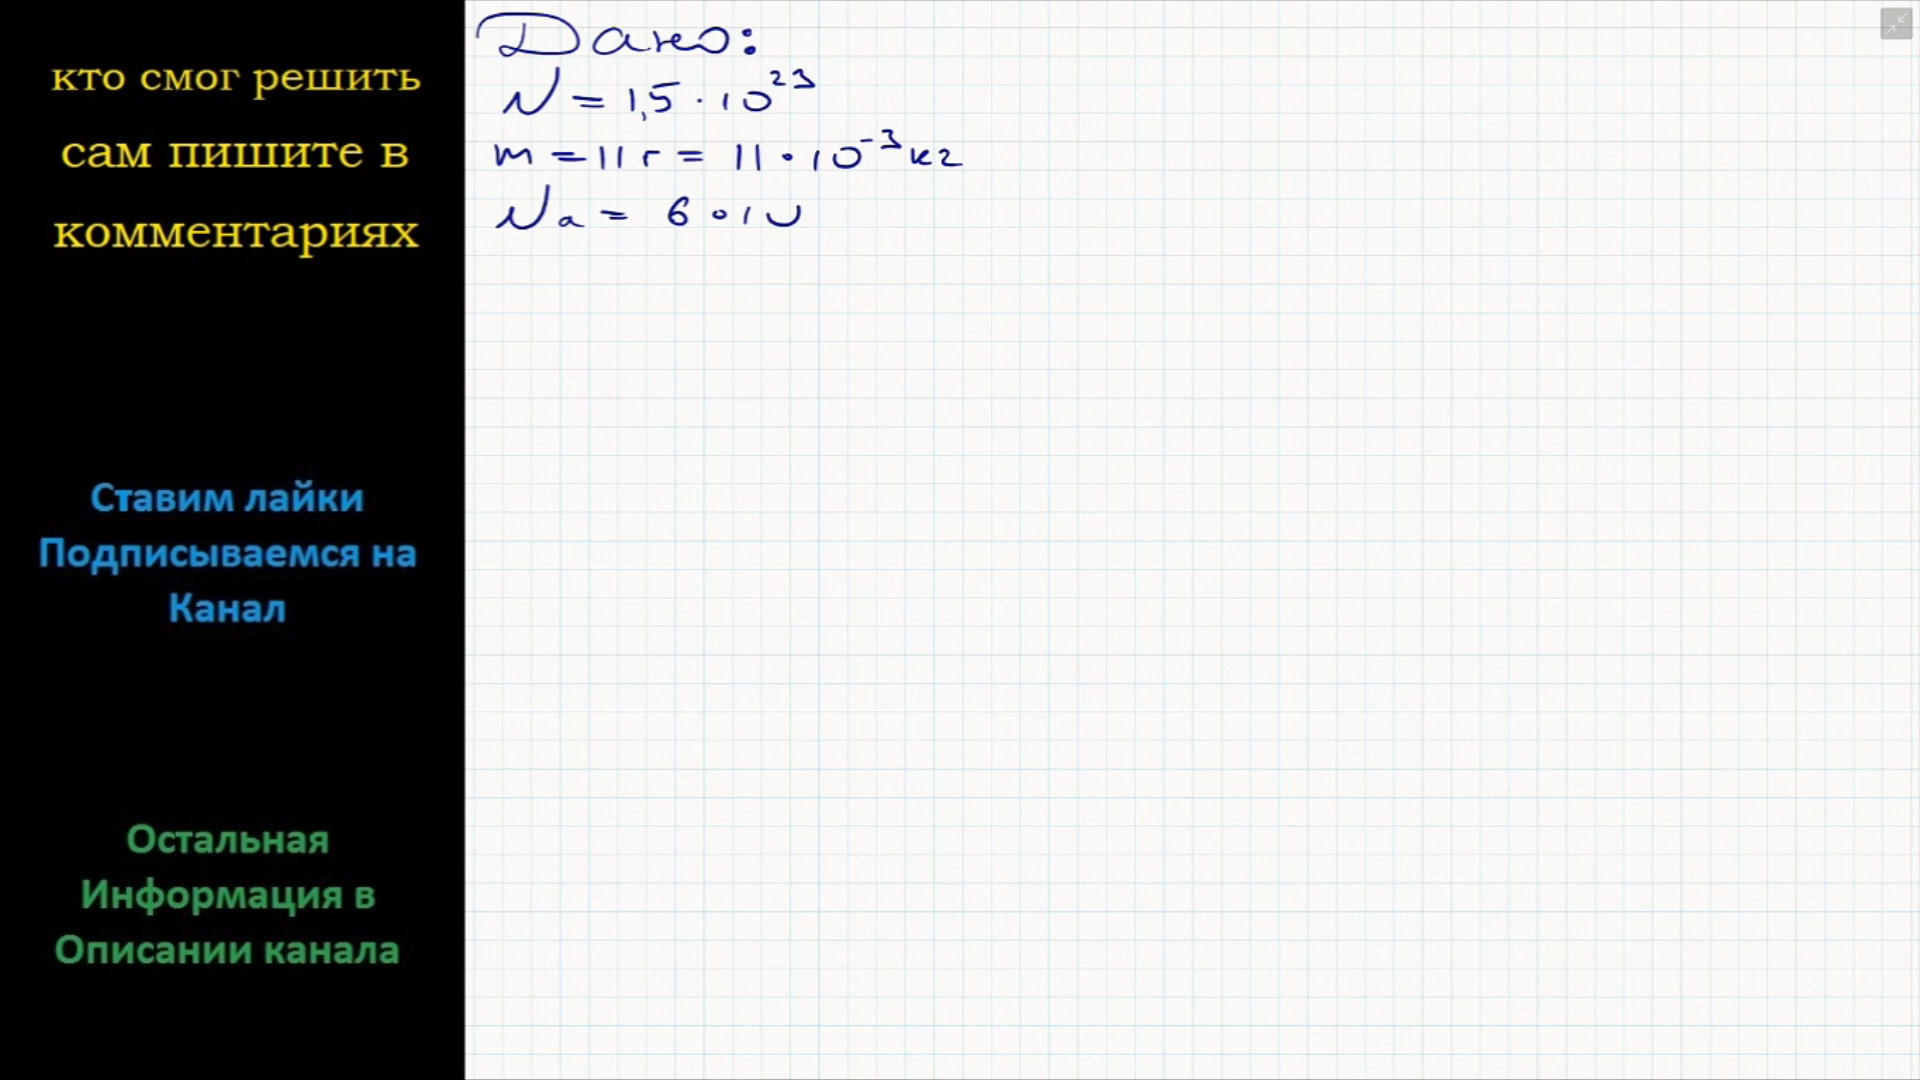 кто смог решить
сам пишите в
комментариях
Ставим лайки
Подписываемся на
Канал
Остальная
Информация в
Описании канала
Дано:
N = 1,5 · 10²³
m = 11 г = 11 · 10⁻³ кг
Nа = 6 · 10